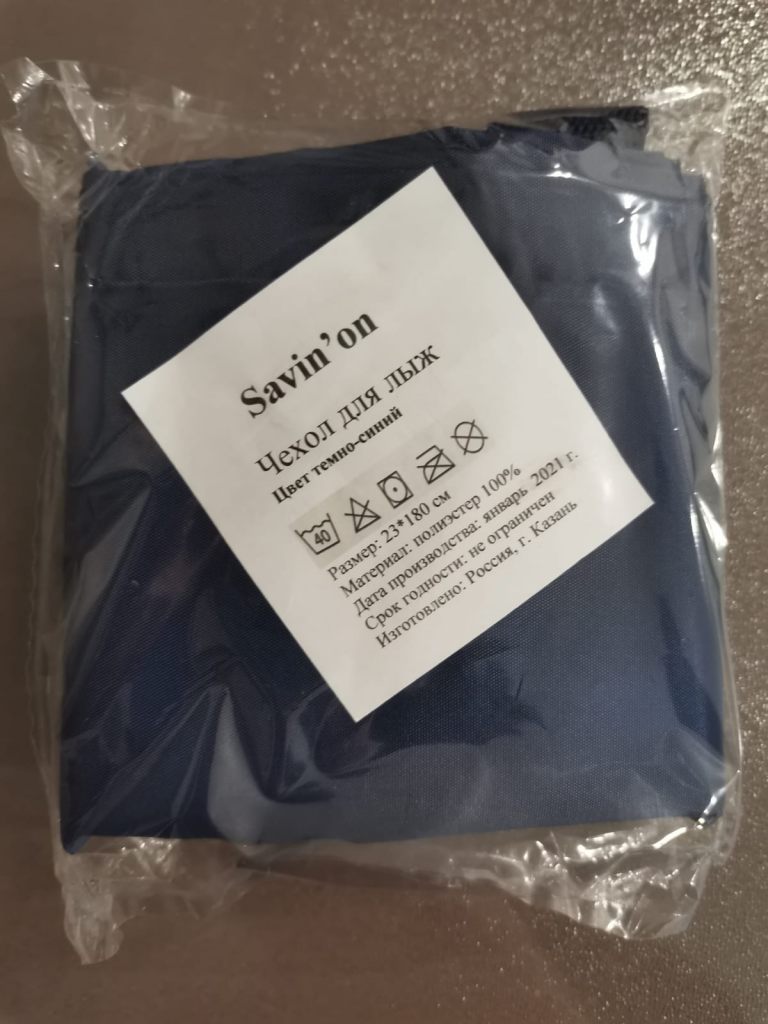 Savin’on
Чехол для лыж
Цвет темно-синий
40
Размер: 23*180 см
Материал: полиэстер 100%
Дата производства: январь 2021 г.
Срок годности: не ограничен
Изготовлено: Россия, г. Казань